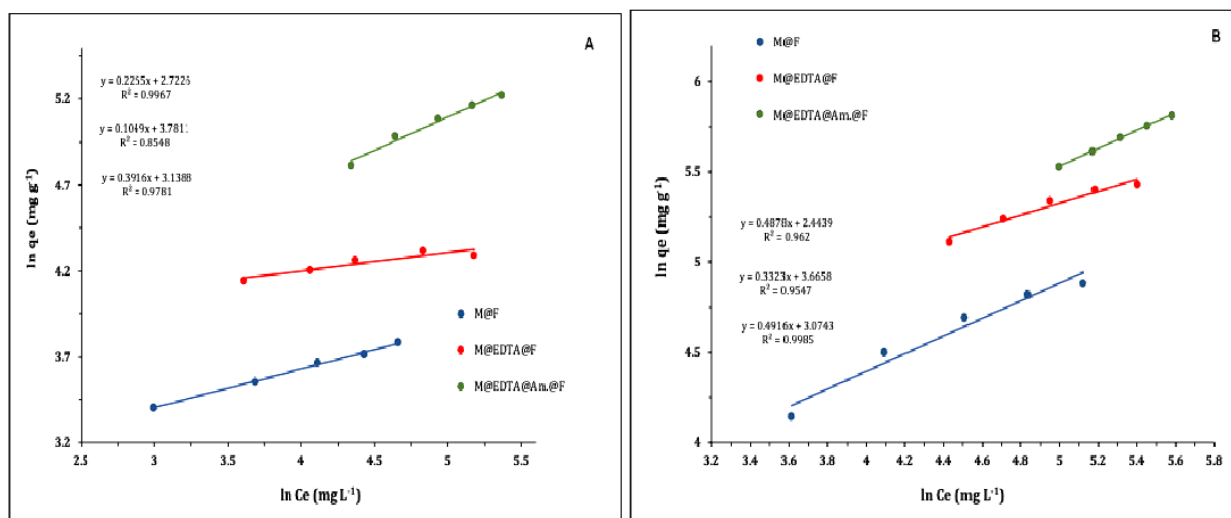 A
y = 0.2255x + 2.7226
R² = 0.9967
y = 0.1049x + 3.7811
R² = 0.8548
y = 0.3916x + 3.1388
R² = 0.9781
5.2
4.7
4.2
3.7
3.2
ln qe (mg g⁻¹)
M@F
M@EDTA@F
M@EDTA@Am.@F
2.5 3 3.5 4 4.5 5 5.5
ln Ce (mg L⁻¹)
B
M@F
M@EDTA@F
M@EDTA@Am.@F
6
5.5
5
4.5
4
ln qe (mg g⁻¹)
y = 0.4878x + 2.4439
R² = 0.962
y = 0.3323x + 3.6658
R² = 0.9547
y = 0.4916x + 3.0743
R² = 0.9985
3.2 3.4 3.6 3.8 4 4.2 4.4 4.6 4.8 5 5.2 5.4 5.6 5.8
ln Ce (mg L⁻¹)